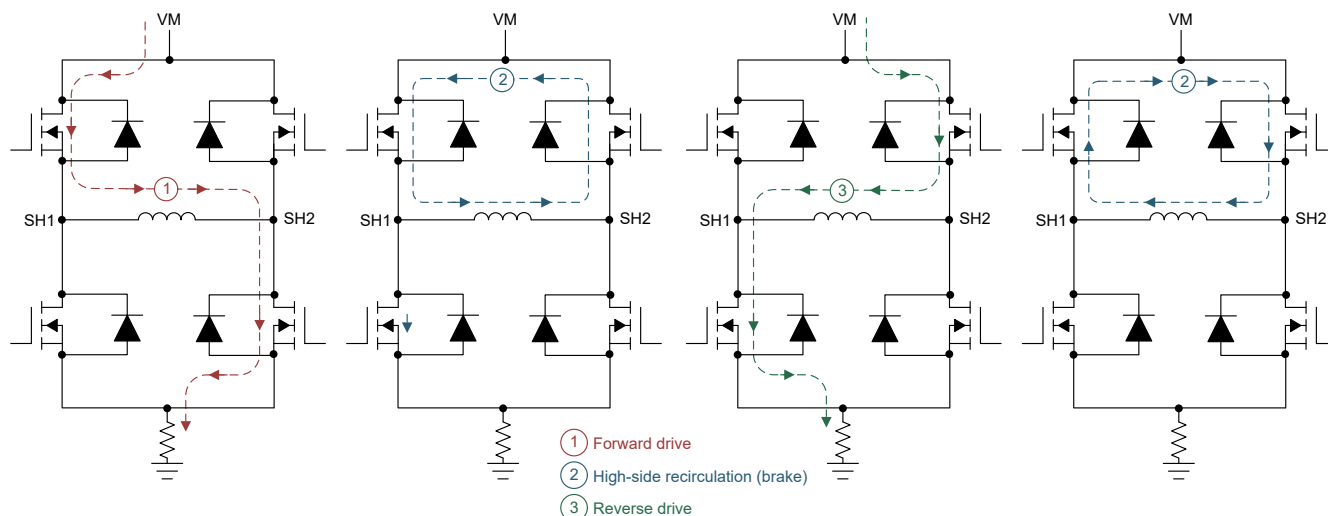 VM
VM
VM
VM
2
2
1
3
SH1
SH2
SH1
SH2
SH1
SH2
SH1
SH2
1 Forward drive
2 High-side recirculation (brake)
3 Reverse drive